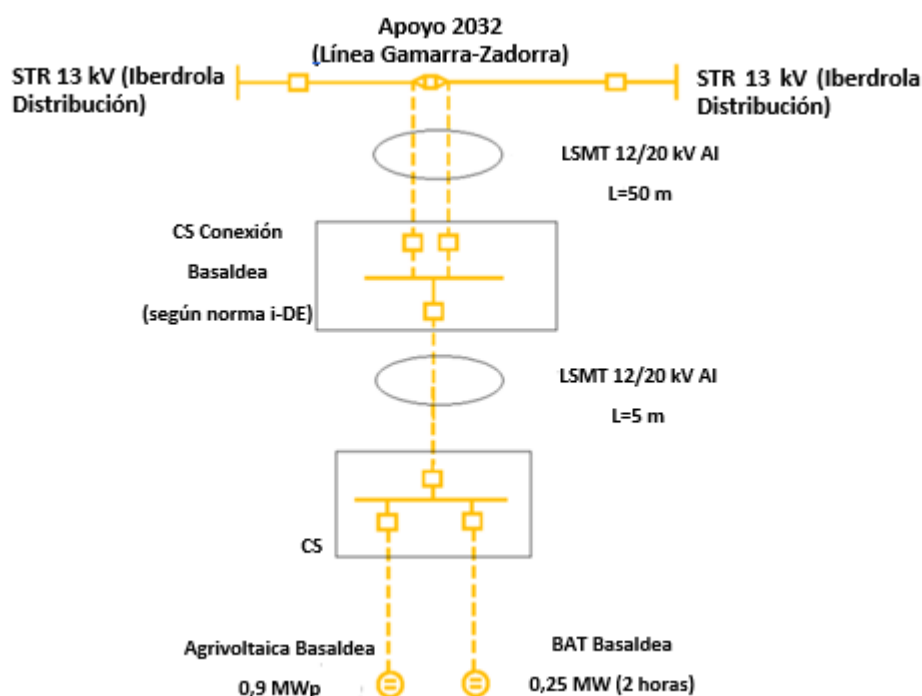 Apoyo 2032
(Línea Gamarra-Zadorra)
STR 13 kV (Iberdrola
Distribución)
STR 13 kV (Iberdrola
Distribución)
LSMT 12/20 kV Al
L=50 m
CS Conexión
Basaldea
(según norma i-DE)
LSMT 12/20 kV Al
L=5 m
CS
Agrivoltaica Basaldea
0,9 MWp
BAT Basaldea
0,25 MW (2 horas)